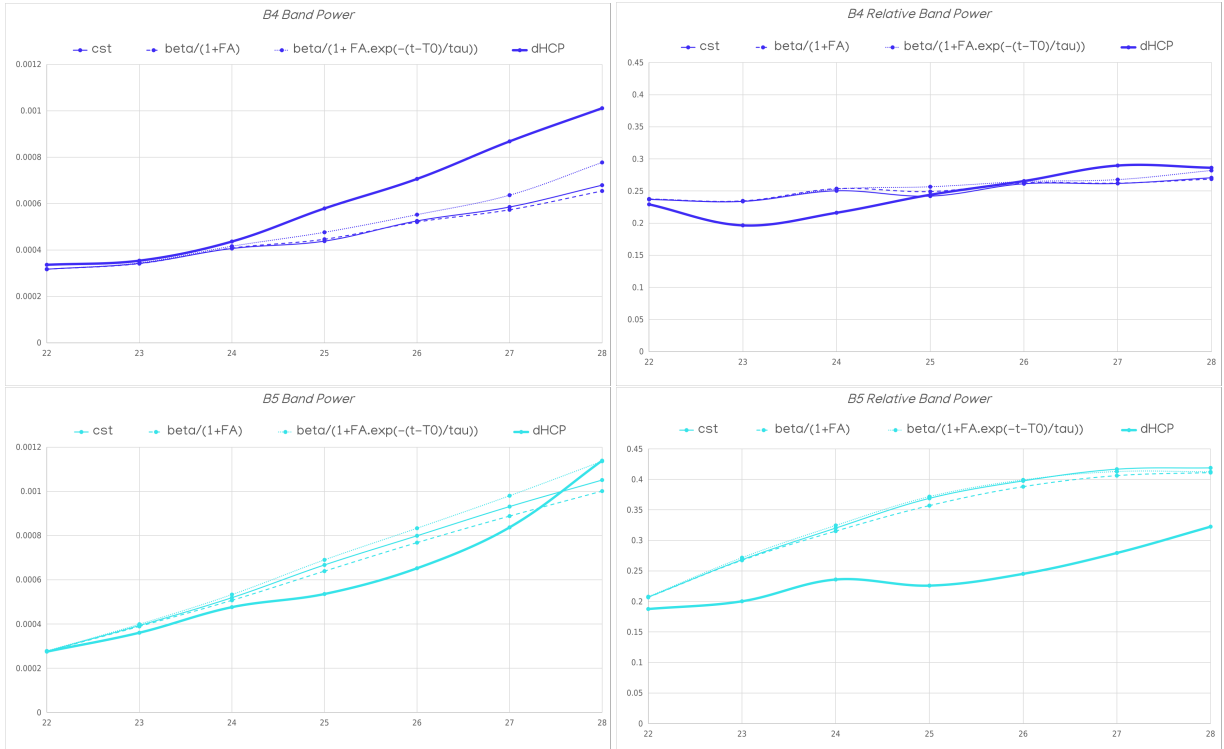 B4 Band Power
cst beta/(1+FA) beta/(1+ FA.exp(-(t-T0)/tau)) dHCP
0.0012
0.001
0.0008
0.0006
0.0004
0.0002
0
22 23 24 25 26 27 28
B4 Relative Band Power
cst beta/(1+FA) beta/(1+FA.exp(-(t-T0)/tau)) dHCP
0.45
0.4
0.35
0.3
0.25
0.2
0.15
0.1
0.05
0
22 23 24 25 26 27 28
B5 Band Power
cst beta/(1+FA) beta/(1+FA.exp(-(t-T0)/tau)) dHCP
0.0012
0.001
0.0008
0.0006
0.0004
0.0002
0
22 23 24 25 26 27 28
B5 Relative Band Power
cst beta/(1+FA) beta/(1+FA.exp(-t-T0)/tau)) dHCP
0.45
0.4
0.35
0.3
0.25
0.2
0.15
0.1
0.05
0
22 23 24 25 26 27 28